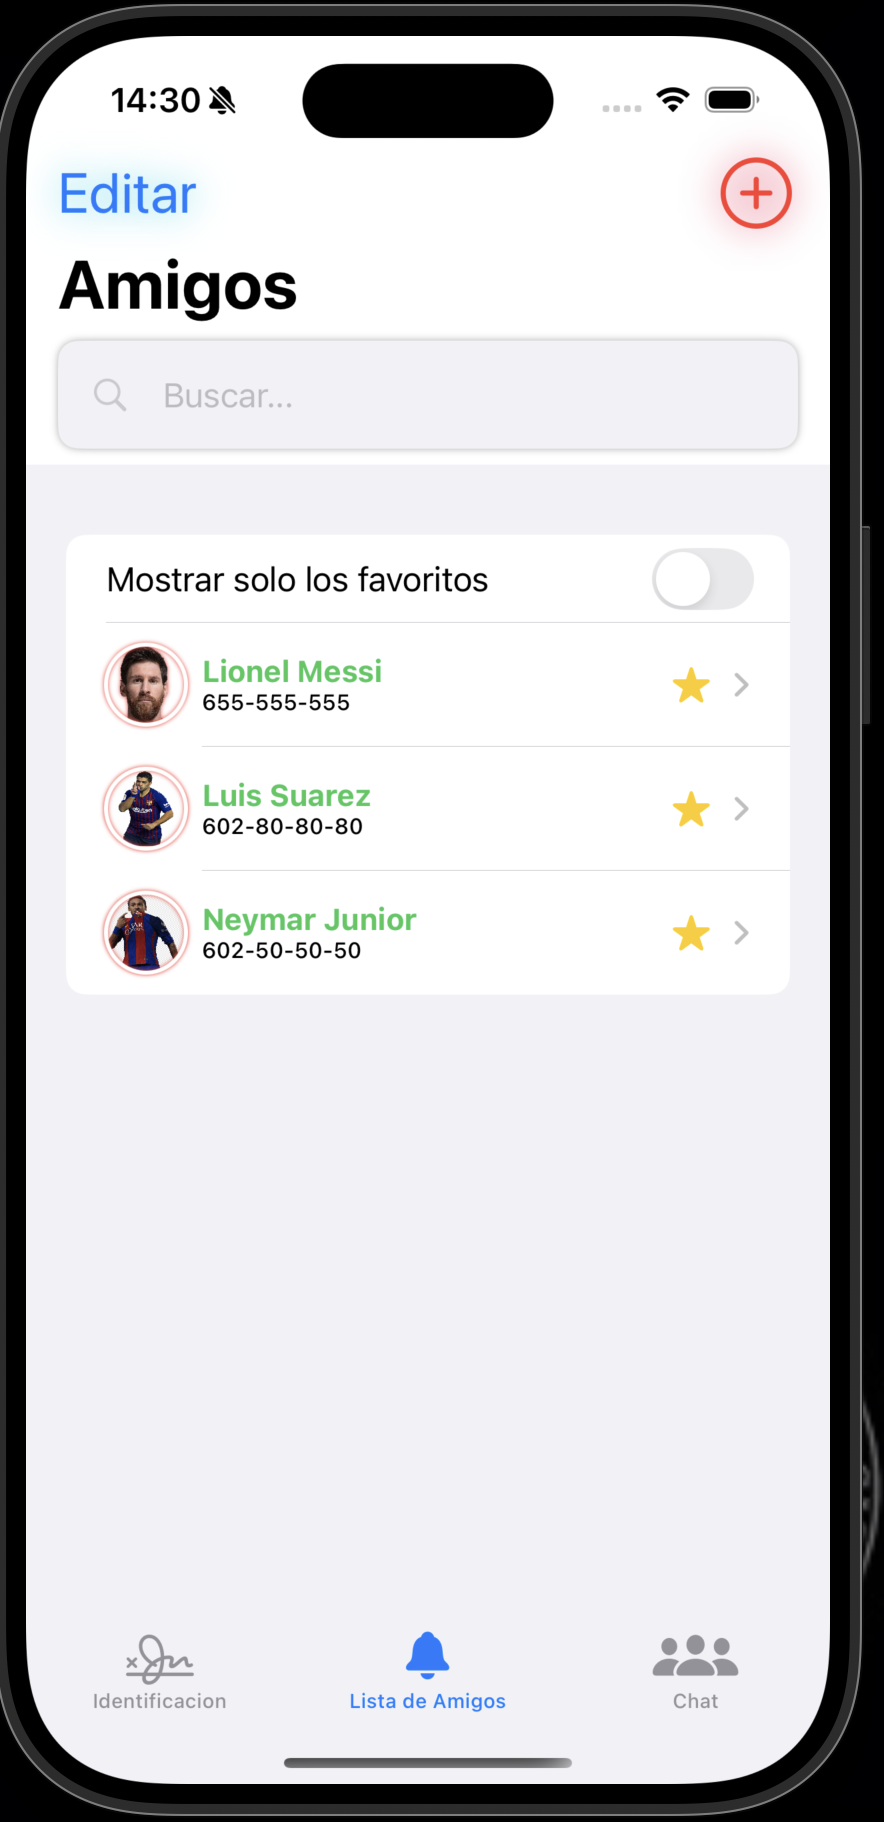 14:30
Editar
Amigos
Buscar...
Mostrar solo los favoritos
Lionel Messi
655-555-555
Luis Suarez
602-80-80-80
Neymar Junior
602-50-50-50
Identificacion
Lista de Amigos
Chat